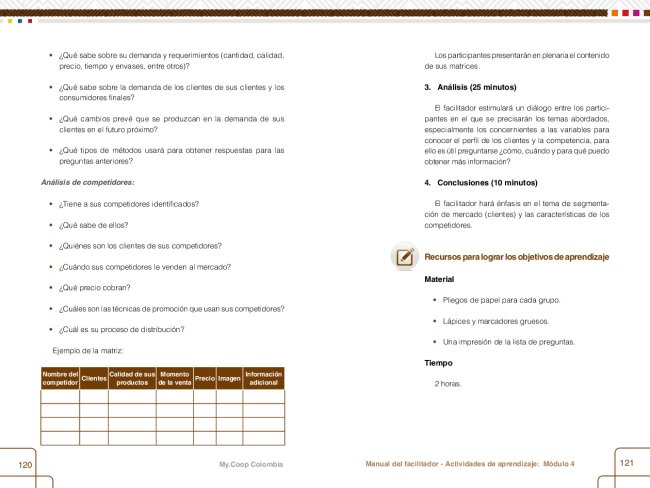 • ¿Qué sabe sobre su demanda y requerimientos (cantidad, calidad,
precio, tiempo y envases, entre otros)?
• ¿Qué sabe sobre la demanda de los clientes de sus clientes y los
consumidores finales?
• ¿Qué cambios prevé que se produzcan en la demanda de sus
clientes en el futuro próximo?
• ¿Qué tipos de métodos usará para obtener respuestas para las
preguntas anteriores?
Análisis de competidores:
• ¿Tiene a sus competidores identificados?
• ¿Qué sabe de ellos?
• ¿Quiénes son los clientes de sus competidores?
• ¿Cuándo sus competidores le venden al mercado?
• ¿Qué precio cobran?
• ¿Cuáles son las técnicas de promoción que usan sus competidores?
• ¿Cuál es su proceso de distribución?
Ejemplo de la matriz:
Nombre del competidor | Clientes | Calidad de sus productos | Momento de la venta | Precio | Imagen | Información adicional
120
My.Coop Colombia
Los participantes presentarán en plenaria el contenido
de sus matrices.
3. Análisis (25 minutos)
El facilitador estimulará un diálogo entre los partici-
pantes en el que se precisarán los temas abordados,
especialmente los concernientes a las variables para
conocer el perfil de los clientes y la competencia, para
ello es útil preguntarse ¿cómo, cuándo y para qué puedo
obtener más información?
4. Conclusiones (10 minutos)
El facilitador hará énfasis en el tema de segmenta-
ción de mercado (clientes) y las características de los
competidores.
Recursos para lograr los objetivos de aprendizaje
Material
• Pliegos de papel para cada grupo.
• Lápices y marcadores gruesos.
• Una impresión de la lista de preguntas.
Tiempo
2 horas.
Manual del facilitador - Actividades de aprendizaje: Módulo 4
121